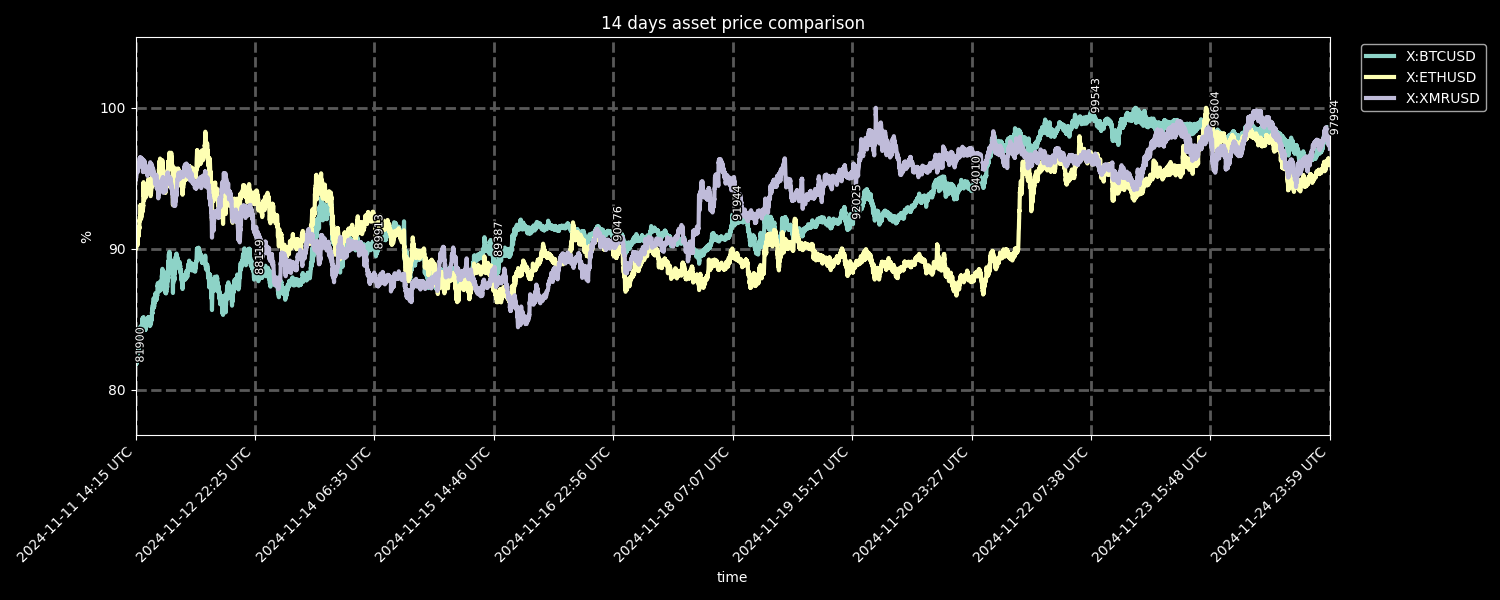 14 days asset price comparison
X:BTCUSD
X:ETHUSD
X:XMRUSD
100
90
80
%
81900
88119
89913
89387
90476
91944
92025
94010
99543
98604
97994
2024-11-11 14:15 UTC
2024-11-12 22:25 UTC
2024-11-14 06:35 UTC
2024-11-15 14:46 UTC
2024-11-16 22:56 UTC
2024-11-18 07:07 UTC
2024-11-19 15:17 UTC
2024-11-20 23:27 UTC
2024-11-22 07:38 UTC
2024-11-23 15:48 UTC
2024-11-24 23:59 UTC
time